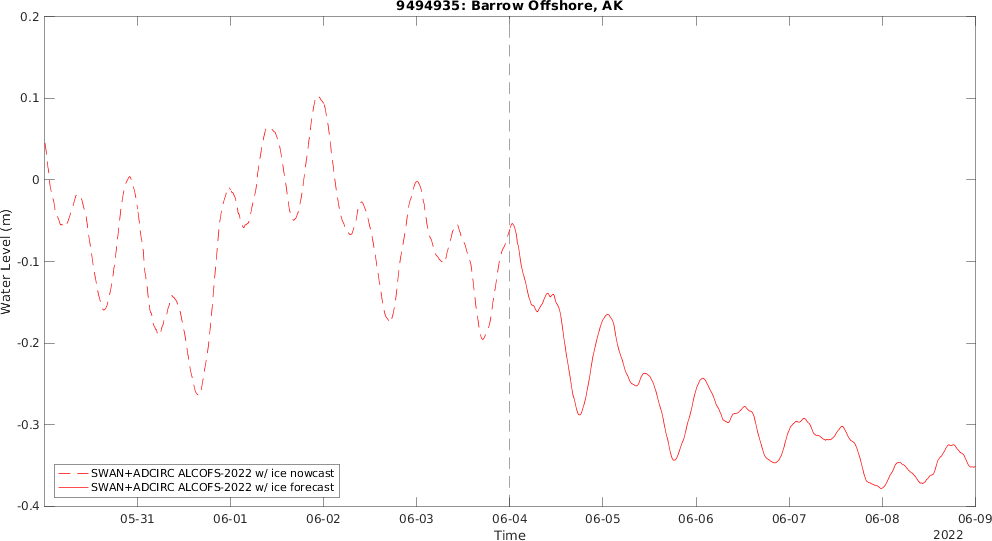 9494935: Barrow Offshore, AK
0.2
0.1
0
-0.1
-0.2
-0.3
-0.4
Water Level (m)
SWAN+ADCIRC ALCOFS-2022 w/ ice nowcast
SWAN+ADCIRC ALCOFS-2022 w/ ice forecast
05-31 06-01 06-02 06-03 06-04 06-05 06-06 06-07 06-08 06-09
Time
2022